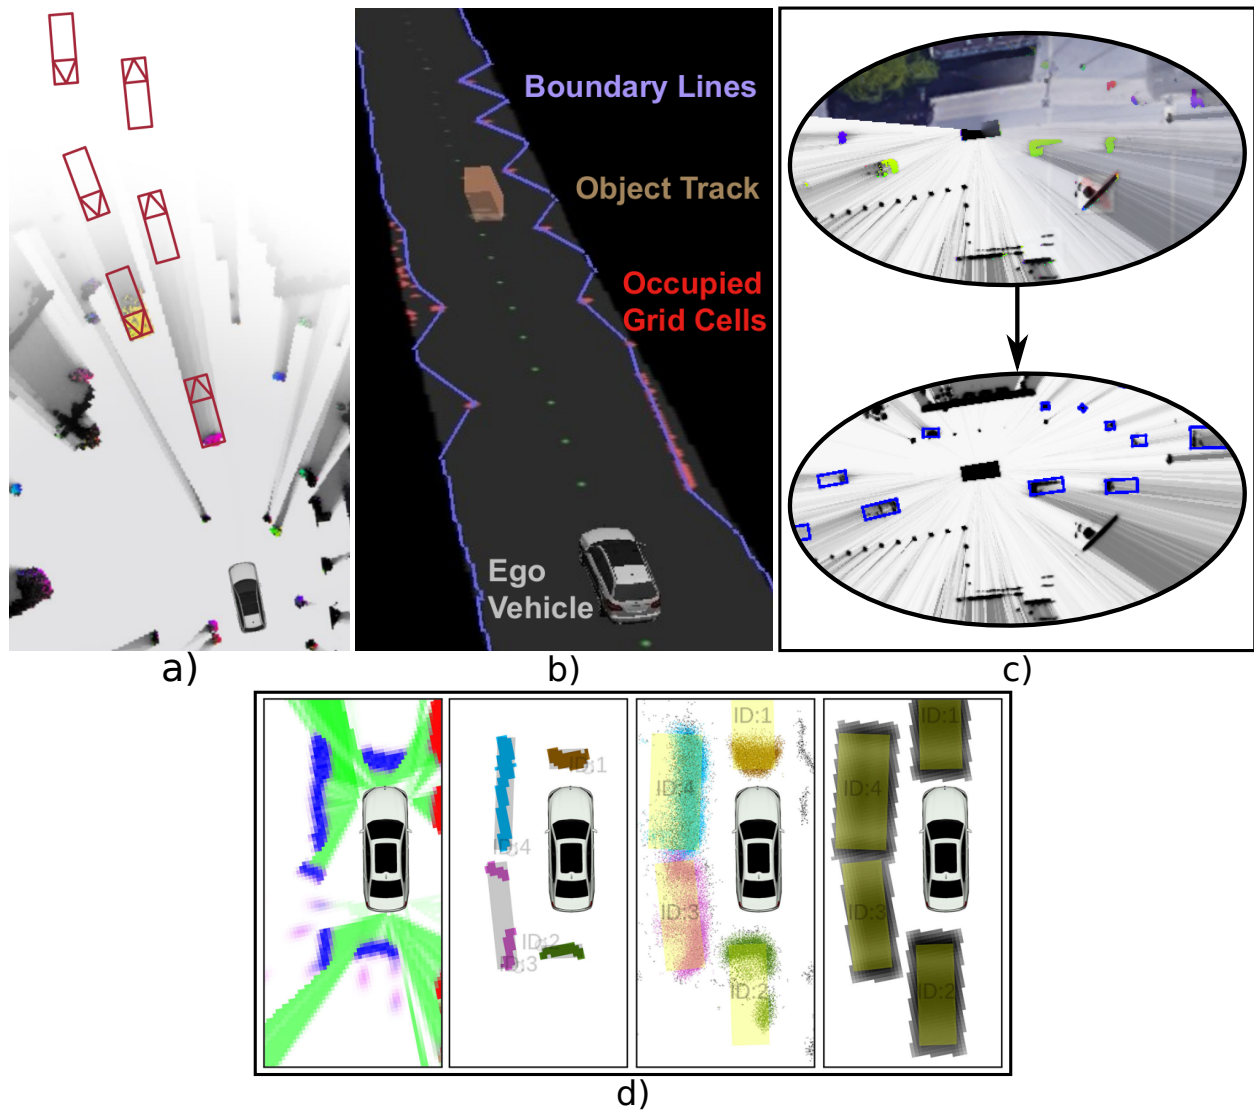 Boundary Lines
Object Track
Occupied
Grid Cells
Ego
Vehicle
a)
b)
c)
ID:1
ID:4
ID:2
ID:3
ID:1
ID:4
ID:3
ID:2
ID:1
ID:4
ID:3
ID:2
d)